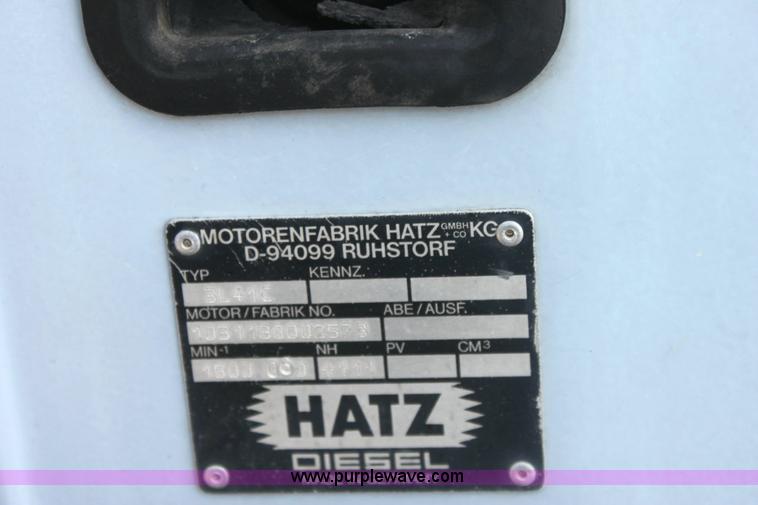 MOTORENFABRIK HATZ GMBH + CO KG
D-94099 RUHSTORF
TYP KENNZ.
3L41C
MOTOR/FABRIK NO. ABE/AUSF.
MIN-1 NH PV CM3
HATZ
DIESEL
www.purplewave.com